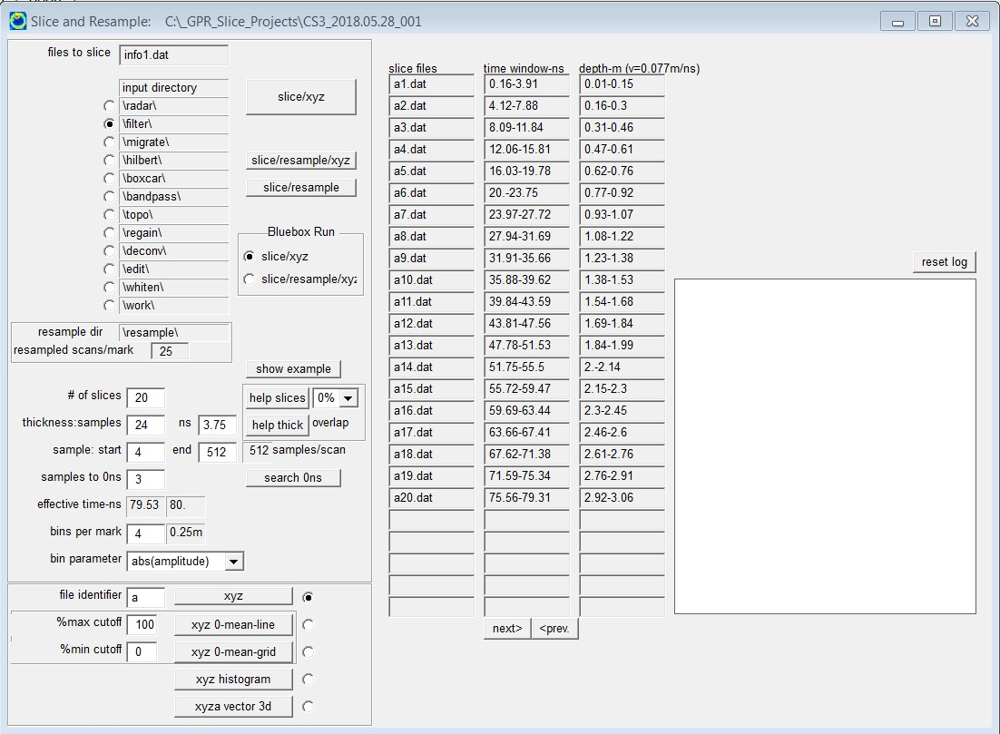 Slice and Resample: C:\_GPR_Slice_Projects\CS3_2018.05.28_001
files to slice info1.dat
input directory
\radar\
\filter\
\migrate\
\hilbert\
\boxcar\
\bandpass\
\topo\
\regain\
\deconv\
\edit\
\whiten\
\work\
slice/xyz
slice/resample/xyz
slice/resample
Bluebox Run
slice/xyz
slice/resample/xyz
resample dir \resample\
resampled scans/mark 25
show example
# of slices 20
help slices 0%
thickness:samples 24 ns 3.75
help thick overlap
sample: start 4 end 512 512 samples/scan
samples to 0ns 3
search 0ns
effective time-ns 79.53 80.
bins per mark 4 0.25m
bin parameter abs(amplitude)
file identifier a xyz
%max cutoff 100 xyz 0-mean-line
%min cutoff 0 xyz 0-mean-grid
xyz histogram
xyza vector 3d
slice files time window-ns depth-m (v=0.077m/ns)
a1.dat 0.16-3.91 0.01-0.15
a2.dat 4.12-7.88 0.16-0.3
a3.dat 8.09-11.84 0.31-0.46
a4.dat 12.06-15.81 0.47-0.61
a5.dat 16.03-19.78 0.62-0.76
a6.dat 20.-23.75 0.77-0.92
a7.dat 23.97-27.72 0.93-1.07
a8.dat 27.94-31.69 1.08-1.22
a9.dat 31.91-35.66 1.23-1.38
a10.dat 35.88-39.62 1.38-1.53
a11.dat 39.84-43.59 1.54-1.68
a12.dat 43.81-47.56 1.69-1.84
a13.dat 47.78-51.53 1.84-1.99
a14.dat 51.75-55.5 2.-2.14
a15.dat 55.72-59.47 2.15-2.3
a16.dat 59.69-63.44 2.3-2.45
a17.dat 63.66-67.41 2.46-2.6
a18.dat 67.62-71.38 2.61-2.76
a19.dat 71.59-75.34 2.76-2.91
a20.dat 75.56-79.31 2.92-3.06
next> <prev.
reset log